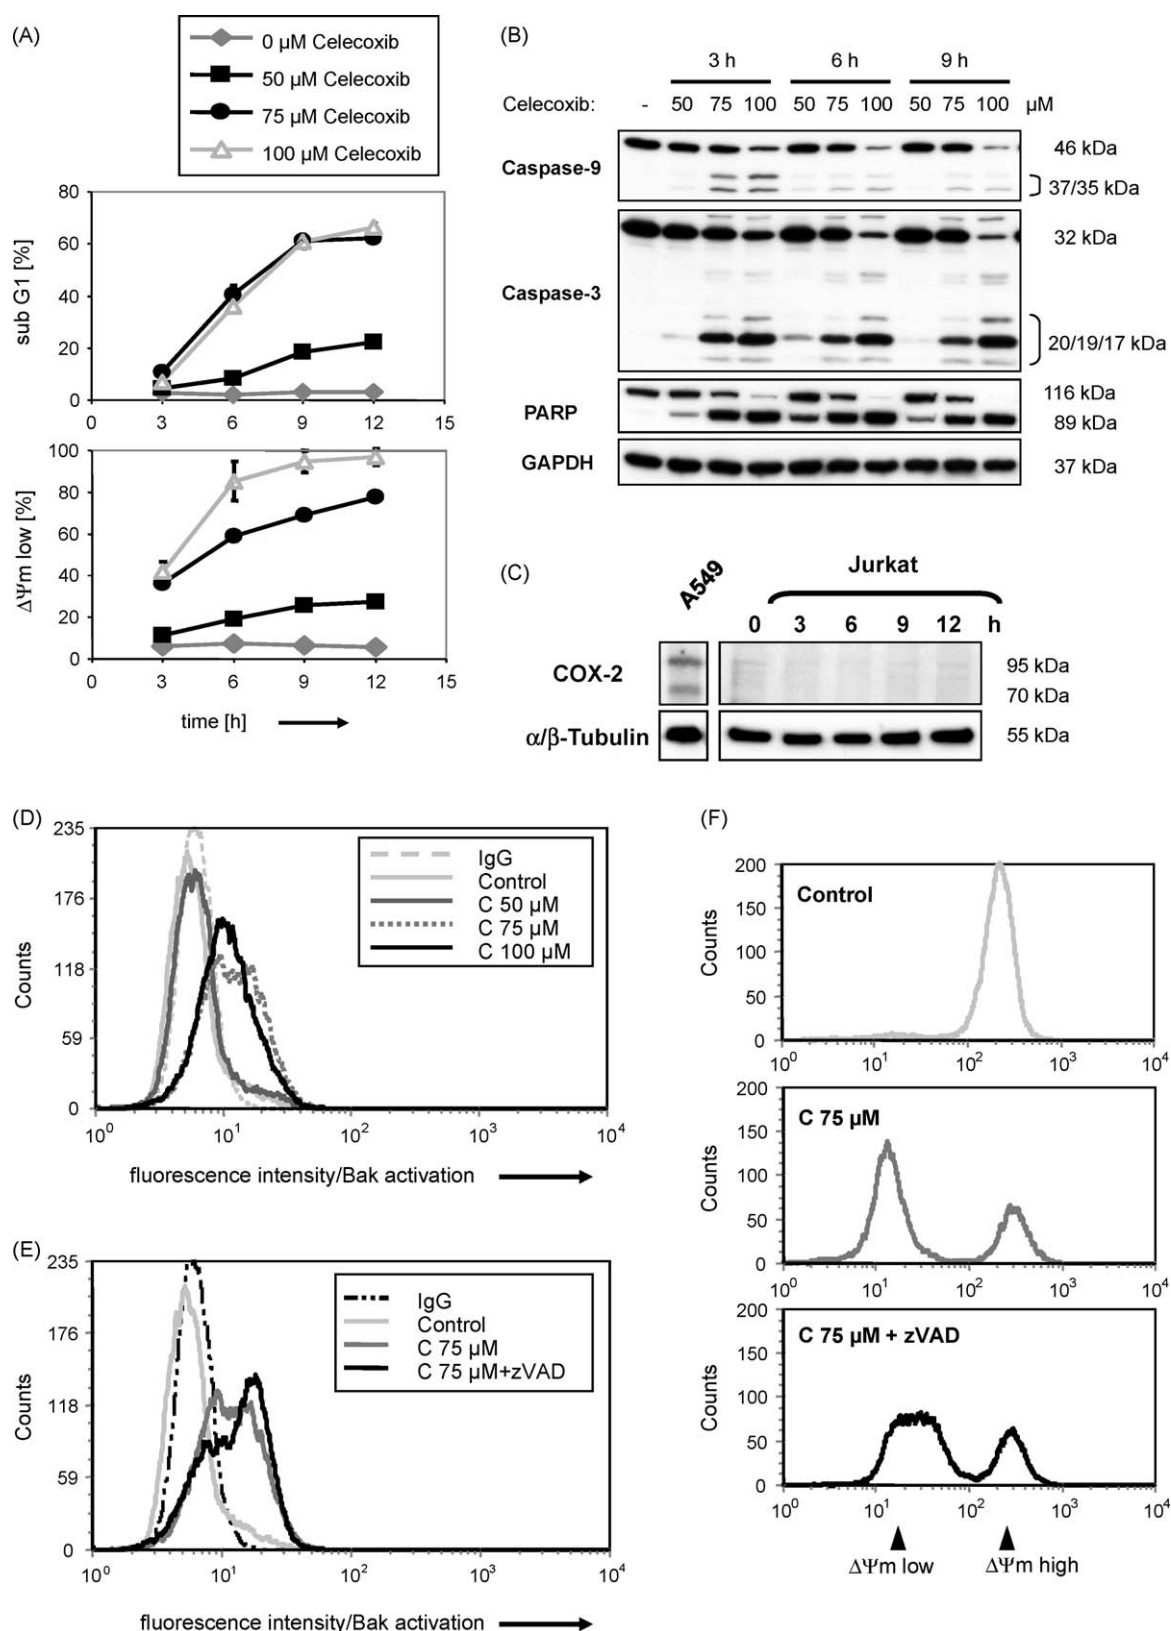 (A)
0 µM Celecoxib
50 µM Celecoxib
75 µM Celecoxib
100 µM Celecoxib
80
60
40
20
0
sub G1 [%]
0 3 6 9 12 15
100
80
60
40
20
0
ΔΨm low [%]
0 3 6 9 12 15
time [h]
(B)
3 h 6 h 9 h
Celecoxib: - 50 75 100 50 75 100 50 75 100 µM
Caspase-9
46 kDa
37/35 kDa
Caspase-3
32 kDa
20/19/17 kDa
PARP
116 kDa
89 kDa
GAPDH
37 kDa
(C)
A549
Jurkat
0 3 6 9 12 h
COX-2
95 kDa
70 kDa
α/β-Tubulin
55 kDa
(D)
235
176
118
59
0
Counts
IgG
Control
C 50 µM
C 75 µM
C 100 µM
10⁰ 10¹ 10² 10³ 10⁴
fluorescence intensity/Bak activation
(E)
235
176
118
59
0
Counts
IgG
Control
C 75 µM
C 75 µM+zVAD
10⁰ 10¹ 10² 10³ 10⁴
fluorescence intensity/Bak activation
(F)
Control
200
150
100
50
0
Counts
10⁰ 10¹ 10² 10³ 10⁴
C 75 µM
200
150
100
50
0
Counts
10⁰ 10¹ 10² 10³ 10⁴
C 75 µM + zVAD
200
150
100
50
0
Counts
10⁰ 10¹ 10² 10³ 10⁴
ΔΨm low
ΔΨm high